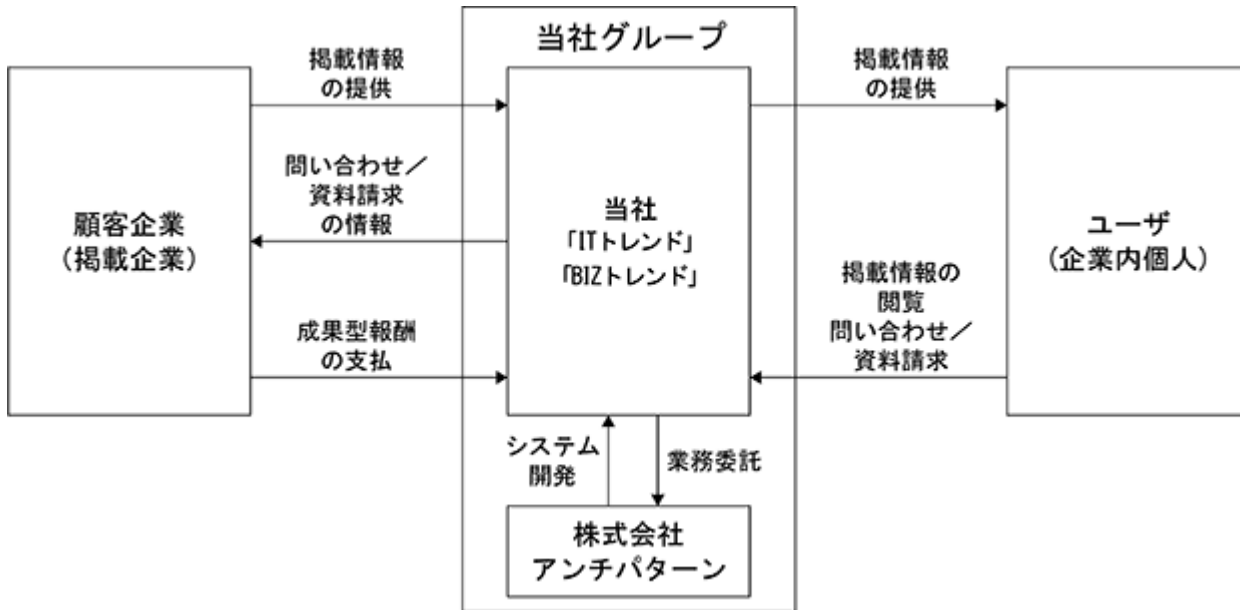 当社グループ
掲載情報
の提供
掲載情報
の提供
問い合わせ／
資料請求
の情報
顧客企業
（掲載企業）
当社
「ITトレンド」
「BIZトレンド」
ユーザ
（企業内個人）
掲載情報の
閲覧
問い合わせ／
資料請求
成果型報酬
の支払
システム
開発
業務委託
株式会社
アンチパターン